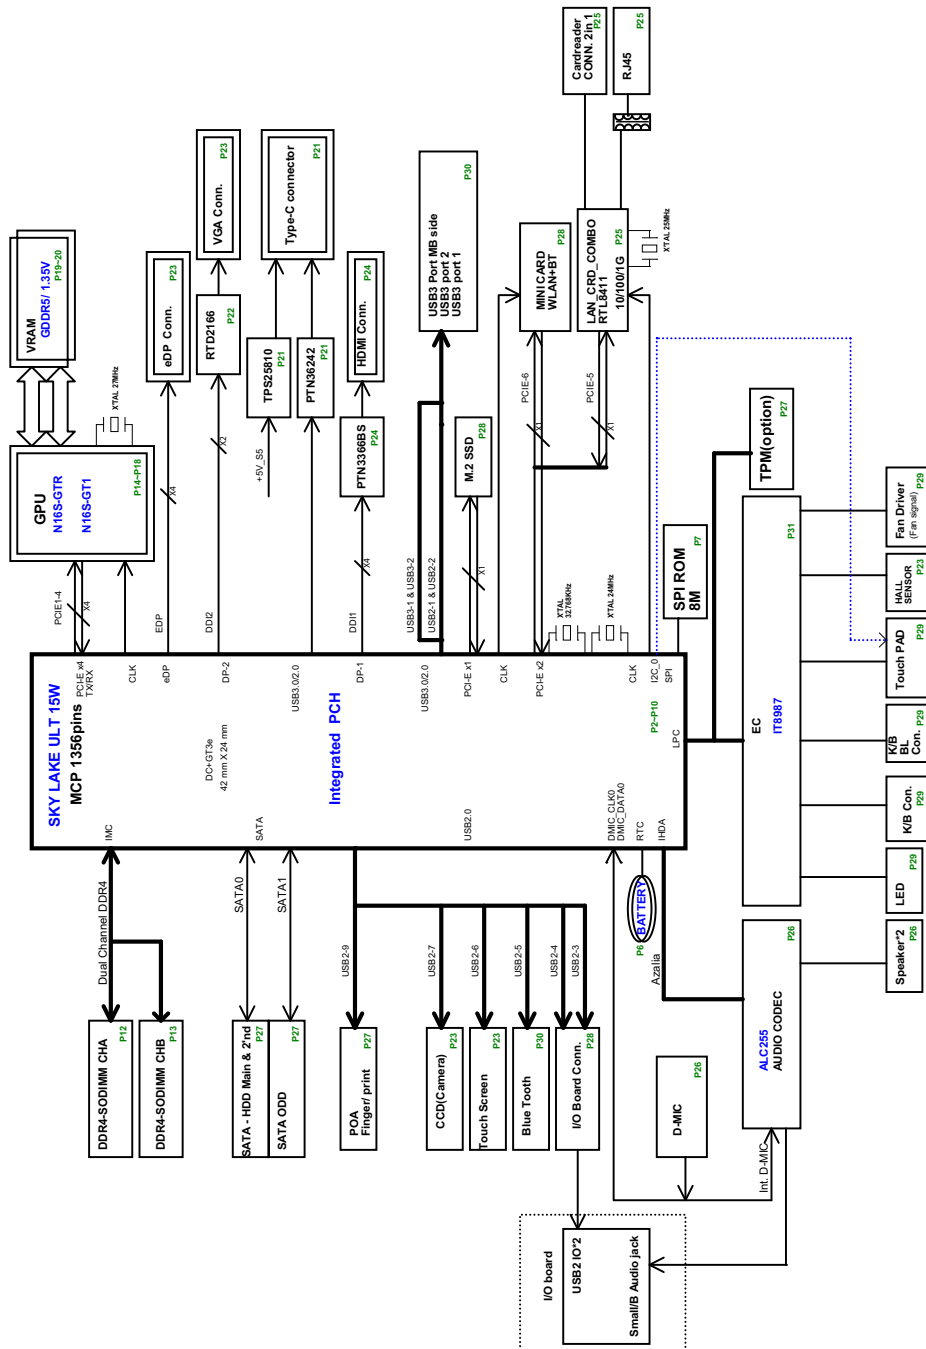 VRAM
GDDR5/ 1.35V
P19~20
X'TAL 27MHz
GPU
N16S-GTR
N16S-GT1
P14~P18
eDP Conn.
P23
VGA Conn.
P23
RTD2166
P22
Type-C connector
P21
TPS25810
P21
PTN36242
P21
+5V_S5
HDMI Conn.
P24
PTN3366BS
P24
USB3 Port MB side
USB3 port 2
USB3 port 1
P30
M.2 SSD
P28
MINI CARD
WLAN+BT
P28
Cardreader
CONN. 2in 1
P25
RJ45
P25
LAN_CRD_COMBO
RTL8411
10/100/1G
P25
X'TAL 25MHz
PCIE-6
X1
PCIE-5
X1
PCIE1-4
X4
EDP
X4
DDI2
X2
DDI1
X4
USB3-1 & USB3-2
USB2-1 & USB2-2
X1
X'TAL
32.768KHz
X'TAL 24MHz
SPI ROM
8M
P7
TPM(option)
P27
SKY LAKE ULT 15W
MCP 1356pins
DC+GT3e
42 mm X 24 mm
Integrated PCH
P2~P10
PCI-E x4
TX/RX
CLK
eDP
DP-2
USB3.0/2.0
DP-1
USB3.0/2.0
PCI-E x1
CLK
PCI-E x2
CLK
I2C_0
SPI
LPC
IMC
SATA
USB2.0
DMIC_CLK0
DMIC_DATA0
RTC
IHDA
EC
IT8987
P31
Fan Driver
(Fan signal)
P29
HALL
SENSOR
P23
Touch PAD
P29
K/B
BL
Con.
P29
K/B Con.
P29
LED
P29
Speaker*2
P26
Dual Channel DDR4
SATA0
SATA1
USB2-9
USB2-7
USB2-6
USB2-5
USB2-4
USB2-3
BATTERY
P6
Azalia
DDR4-SODIMM CHA
P12
DDR4-SODIMM CHB
P13
SATA - HDD Main & 2'nd
P27
SATA ODD
P27
POA
Finger/ print
P27
CCD(Camera)
P23
Touch Screen
P23
Blue Tooth
P30
I/O Board Conn.
P28
D-MIC
P26
ALC255
AUDIO CODEC
P26
Int. D-MIC
I/O board
USB2 IO*2
Small/B Audio jack